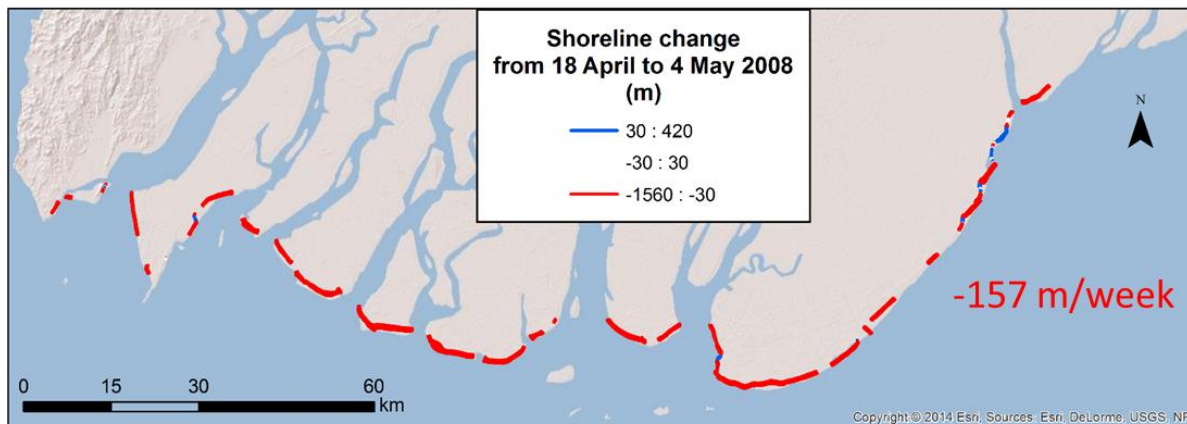 Shoreline change
from 18 April to 4 May 2008
(m)
30 : 420
-30 : 30
-1560 : -30
N
-157 m/week
0 15 30 60
km
Copyright:© 2014 Esri, Sources: Esri, DeLorme, USGS,